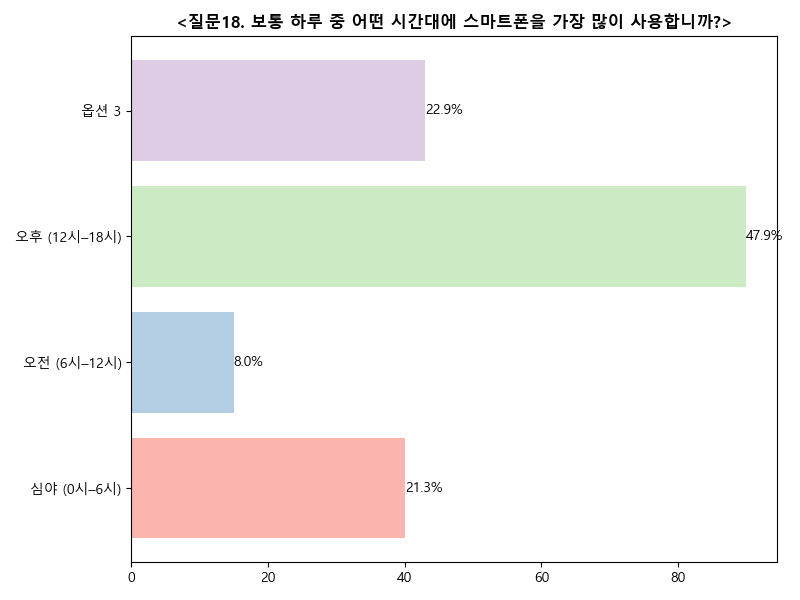 <질문18. 보통 하루 중 어떤 시간대에 스마트폰을 가장 많이 사용합니까?>
옵션 3
22.9%
오후 (12시–18시)
47.9%
오전 (6시–12시)
8.0%
심야 (0시–6시)
21.3%
0 20 40 60 80